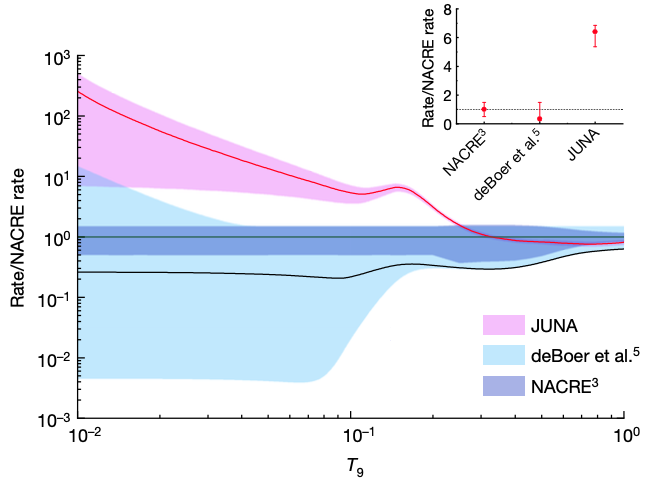 8
6
4
2
0
Rate/NACRE rate
NACRE³
deBoer et al.⁵
JUNA
10³
10²
10¹
10⁰
10⁻¹
10⁻²
10⁻³
Rate/NACRE rate
JUNA
deBoer et al.⁵
NACRE³
10⁻²
10⁻¹
10⁰
T₉